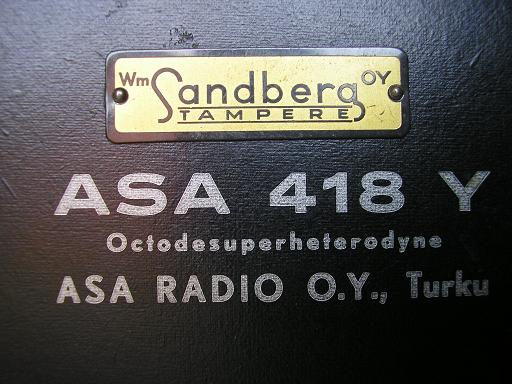 Wm Sandberg OY
TAMPERE
ASA 418 Y
Octodesuperheterodyne
ASA RADIO O.Y., Turku